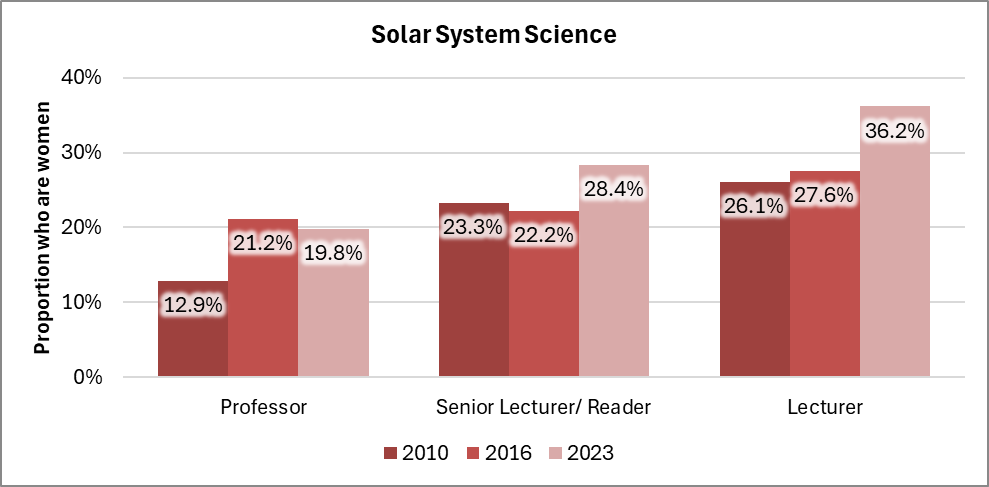 Solar System Science
Proportion who are women
40%
30%
20%
10%
0%
12.9%
21.2%
19.8%
23.3%
22.2%
28.4%
26.1%
27.6%
36.2%
Professor
Senior Lecturer/ Reader
Lecturer
2010 2016 2023